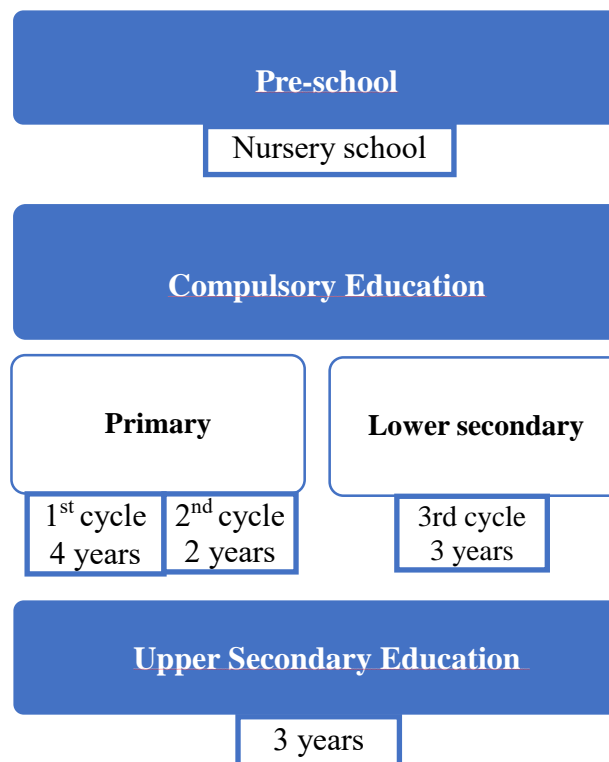 Pre-school
Nursery school
Compulsory Education
Primary
Lower secondary
1st cycle
4 years
2nd cycle
2 years
3rd cycle
3 years
Upper Secondary Education
3 years